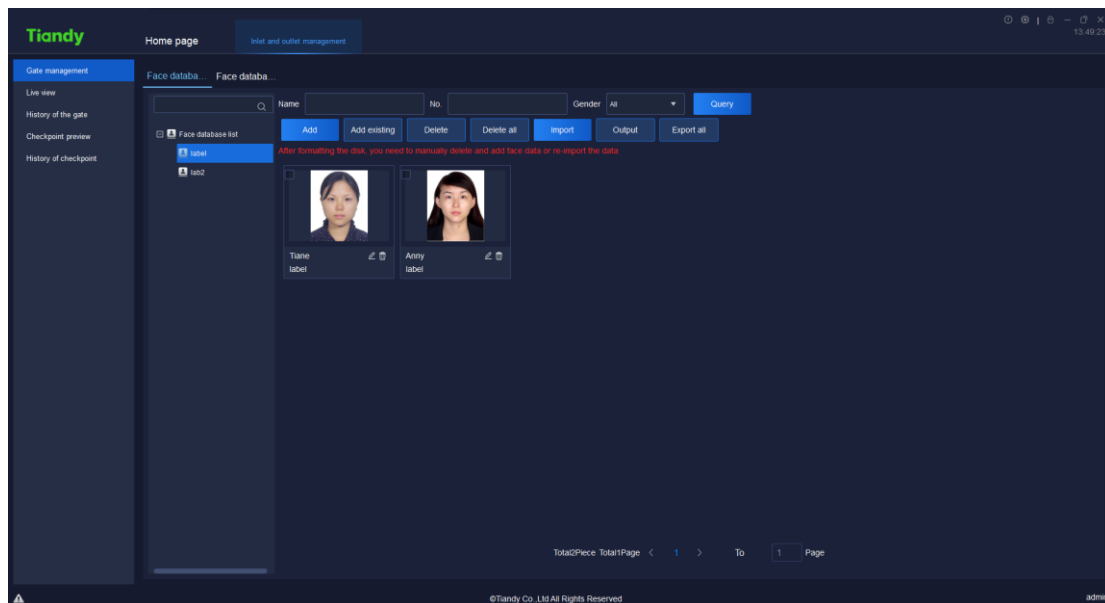 13:49:23
Tiandy
Home page
Inlet and outlet management
Gate management
Live view
History of the gate
Checkpoint preview
History of checkpoint
Face databa... Face databa...
Name No. Gender All Query
Add Add existing Delete Delete all Import Output Export all
After formatting the disk, you need to manually delete and add face data or re-import the data
Face database list
label
lab2
Tiane
label
Anny
label
Total2Piece Total1Page < 1 > To 1 Page
©Tiandy Co.,Ltd All Rights Reserved
admin